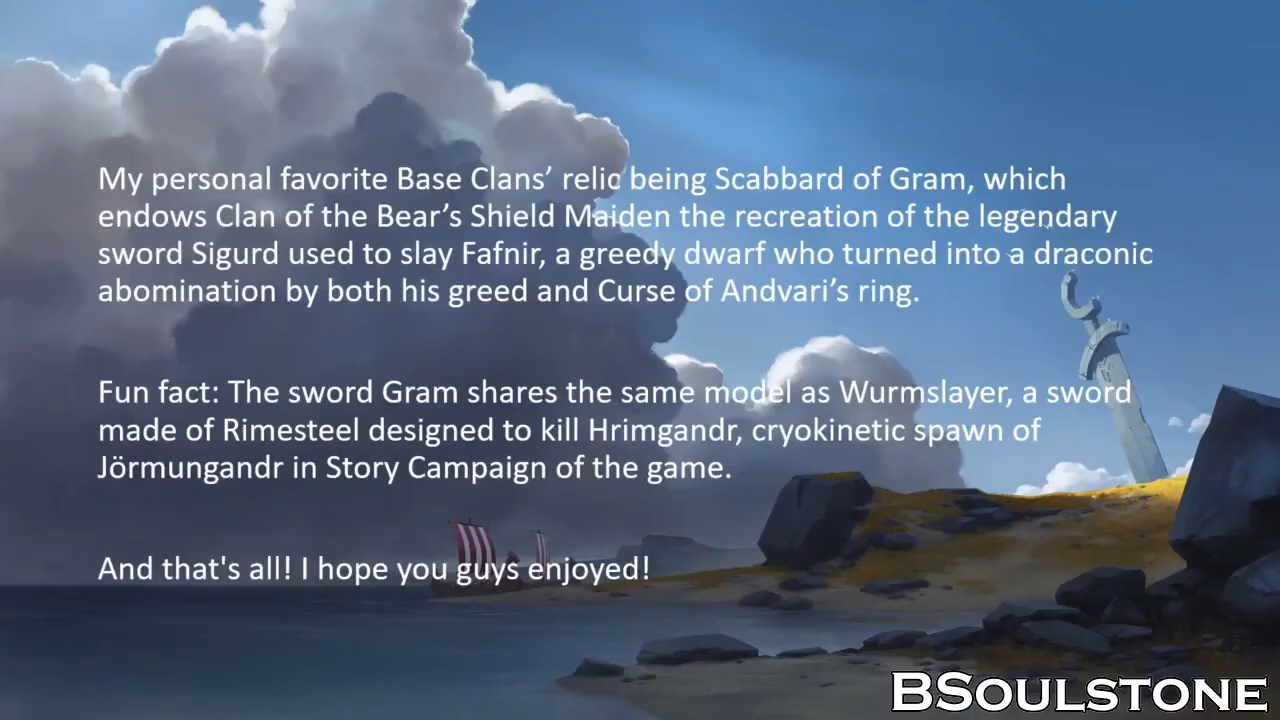 My personal favorite Base Clans’ relic being Scabbard of Gram, which
endows Clan of the Bear’s Shield Maiden the recreation of the legendary
sword Sigurd used to slay Fafnir, a greedy dwarf who turned into a draconic
abomination by both his greed and Curse of Andvari’s ring.
Fun fact: The sword Gram shares the same model as Wurmslayer, a sword
made of Rimesteel designed to kill Hrimgandr, cryokinetic spawn of
Jörmungandr in Story Campaign of the game.
And that's all! I hope you guys enjoyed!
BSOULSTONE